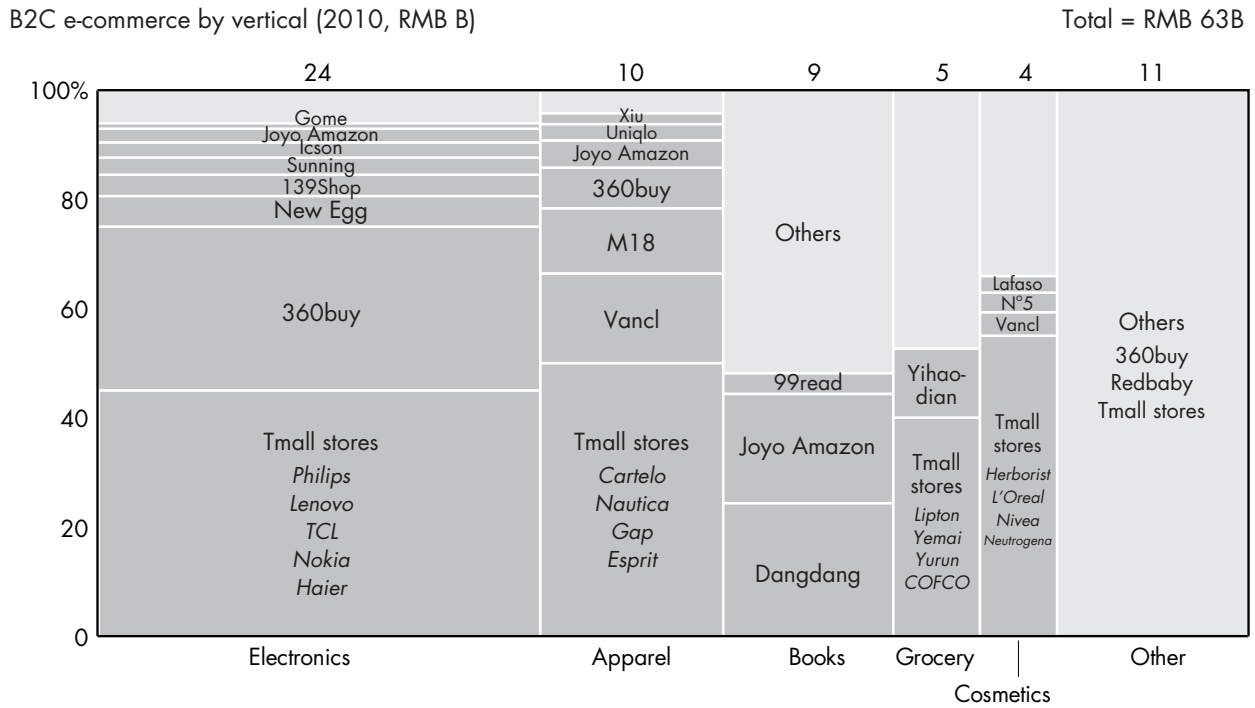 B2C e-commerce by vertical (2010, RMB B)
Total = RMB 63B
24
10
9
5
4
11
100%
80
60
40
20
0
Gome
Joyo Amazon
Icson
Sunning
139Shop
New Egg
360buy
Tmall stores
Philips
Lenovo
TCL
Nokia
Haier
Xiu
Uniqlo
Joyo Amazon
360buy
M18
Vancl
Tmall stores
Cartelo
Nautica
Gap
Esprit
Others
99read
Joyo Amazon
Dangdang
Yihao-
dian
Tmall
stores
Lipton
Yemai
Yurun
COFCO
Lafaso
N°5
Vancl
Tmall
stores
Herborist
L'Oreal
Nivea
Neutrogena
Others
360buy
Redbaby
Tmall stores
Electronics
Apparel
Books
Grocery
Cosmetics
Other